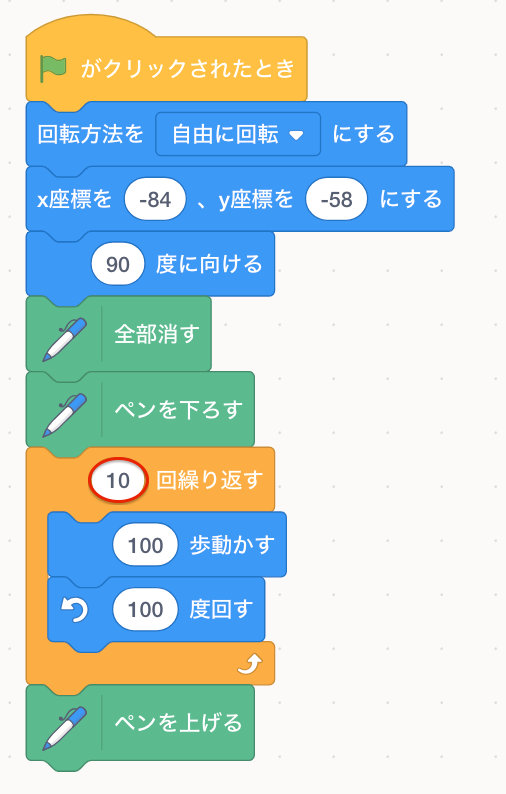 がクリックされたとき
回転方法を 自由に回転 にする
x座標を -84 、y座標を -58 にする
90 度に向ける
全部消す
ペンを下ろす
10 回繰り返す
100 歩動かす
100 度回す
ペンを上げる